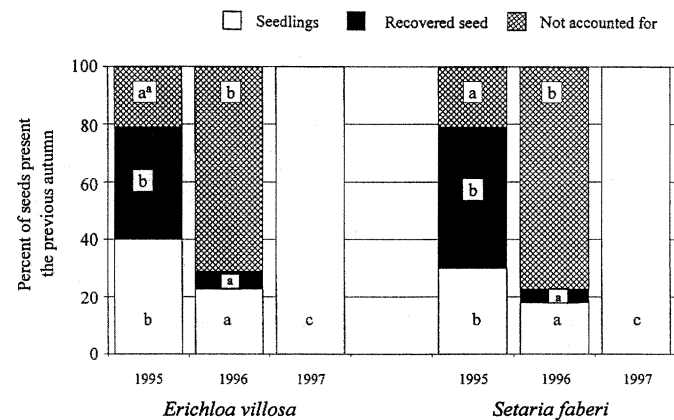 Seedlings Recovered seed Not accounted for
Percent of seeds present
the previous autumn
100
80
60
40
20
0
aᵃ b a b
b b
a a
b a c b a c
1995 1996 1997 1995 1996 1997
Erichloa villosa Setaria faberi